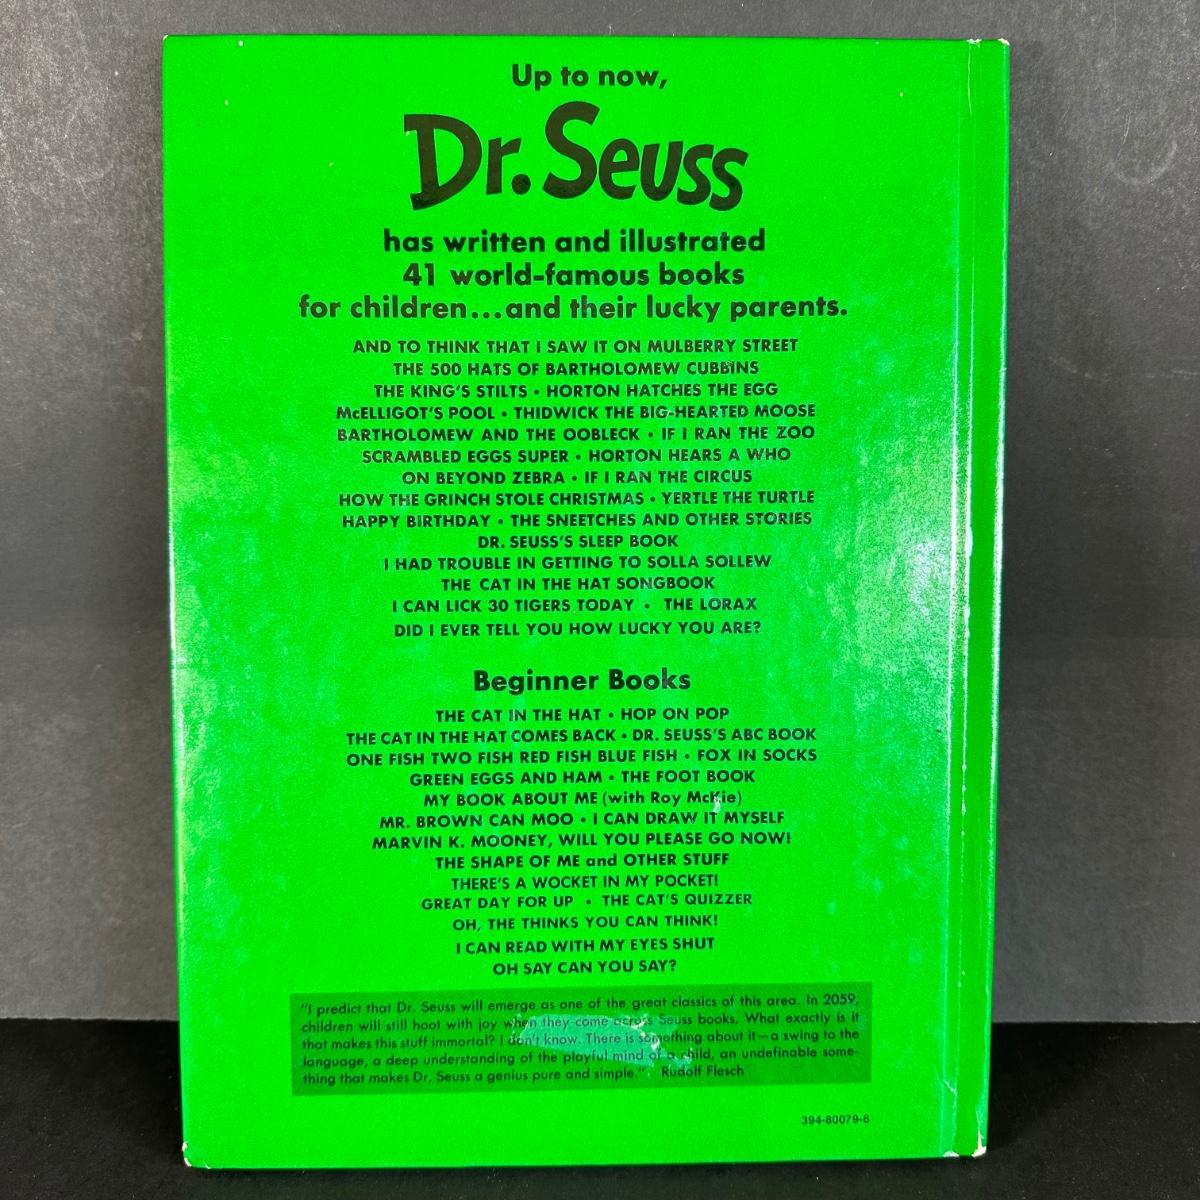 Up to now,
Dr. Seuss
has written and illustrated
41 world-famous books
for children...and their lucky parents.
AND TO THINK THAT I SAW IT ON MULBERRY STREET
THE 500 HATS OF BARTHOLOMEW CUBBINS
THE KING'S STILTS • HORTON HATCHES THE EGG
McELLIGOT'S POOL • THIDWICK THE BIG-HEARTED MOOSE
BARTHOLOMEW AND THE OOBLECK • IF I RAN THE ZOO
SCRAMBLED EGGS SUPER • HORTON HEARS A WHO
ON BEYOND ZEBRA • IF I RAN THE CIRCUS
HOW THE GRINCH STOLE CHRISTMAS • YERTLE THE TURTLE
HAPPY BIRTHDAY • THE SNEETCHES AND OTHER STORIES
DR. SEUSS'S SLEEP BOOK
I HAD TROUBLE IN GETTING TO SOLLA SOLLEW
THE CAT IN THE HAT SONGBOOK
I CAN LICK 30 TIGERS TODAY • THE LORAX
DID I EVER TELL YOU HOW LUCKY YOU ARE?
Beginner Books
THE CAT IN THE HAT • HOP ON POP
THE CAT IN THE HAT COMES BACK • DR. SEUSS'S ABC BOOK
ONE FISH TWO FISH RED FISH BLUE FISH • FOX IN SOCKS
GREEN EGGS AND HAM • THE FOOT BOOK
MY BOOK ABOUT ME (with Roy McKie)
MR. BROWN CAN MOO • I CAN DRAW IT MYSELF
MARVIN K. MOONEY, WILL YOU PLEASE GO NOW!
THE SHAPE OF ME and OTHER STUFF
THERE'S A WOCKET IN MY POCKET!
GREAT DAY FOR UP • THE CAT'S QUIZZER
OH, THE THINKS YOU CAN THINK!
I CAN READ WITH MY EYES SHUT
OH SAY CAN YOU SAY?
"I predict that Dr. Seuss will emerge as one of the great classics of this area. In 2059,
children will still hoot with joy when they come across Seuss books. What exactly is it
that makes this stuff immortal? I don't know. There is something about it—a swing to the
language, a deep understanding of the playful mind of a child, an undefinable some-
thing that makes Dr. Seuss a genius pure and simple." Rudolf Flesch
394-80079-6